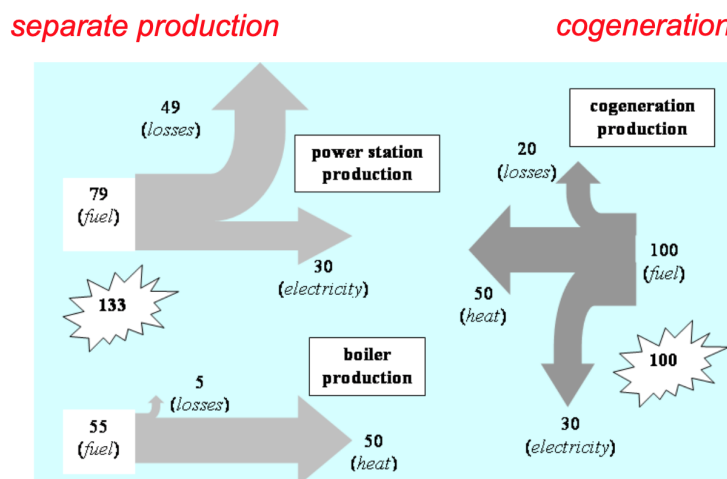 separate production
cogeneration
49
(losses)
power station
production
79
(fuel)
30
(electricity)
133
boiler
production
5
(losses)
55
(fuel)
50
(heat)
cogeneration
production
20
(losses)
100
(fuel)
50
(heat)
100
30
(electricity)